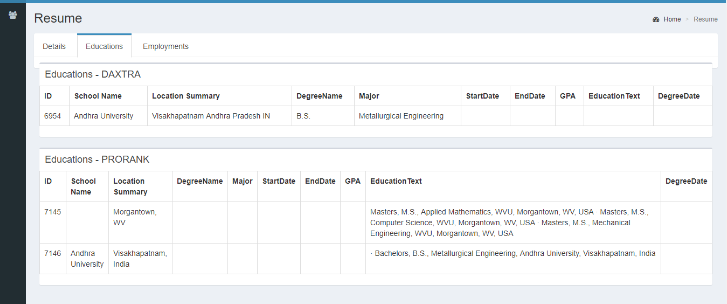 Resume
Home - Resume
Details Educations Employments
Educations - DAXTRA
ID School Name Location Summary DegreeName Major StartDate EndDate GPA EducationText DegreeDate
6954 Andhra University Visakhapatnam Andhra Pradesh IN B.S. Metallurgical Engineering
Educations - PRORANK
ID School Location DegreeName Major StartDate EndDate GPA EducationText DegreeDate
Name Summary
7145 Morgantown, Masters, M.S., Applied Mathematics, WVU, Morgantown, WV, USA · Masters, M.S.,
WV Computer Science, WVU, Morgantown, WV, USA · Masters, M.S., Mechanical
Engineering, WVU, Morgantown, WV, USA
7146 Andhra Visakhapatnam, · Bachelors, B.S., Metallurgical Engineering, Andhra University, Visakhapatnam, India
University India